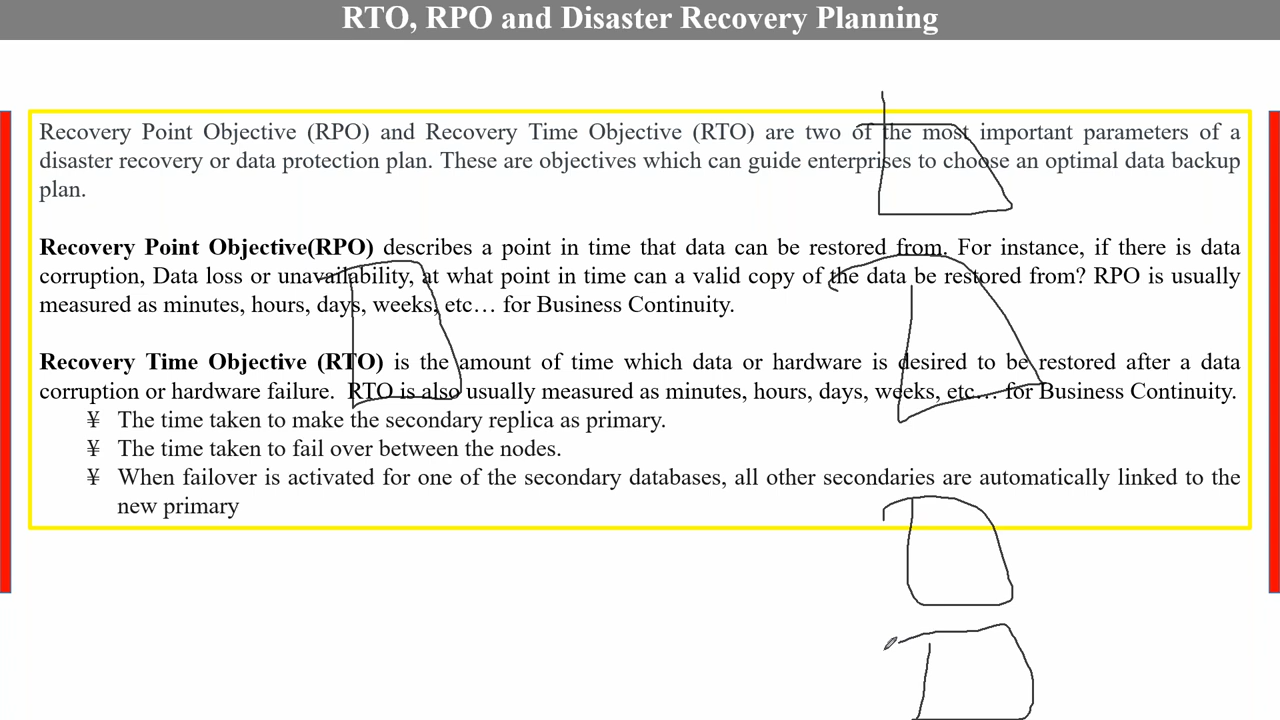 RTO, RPO and Disaster Recovery Planning
Recovery Point Objective (RPO) and Recovery Time Objective (RTO) are two of the most important parameters of a
disaster recovery or data protection plan. These are objectives which can guide enterprises to choose an optimal data backup
plan.
Recovery Point Objective(RPO) describes a point in time that data can be restored from. For instance, if there is data
corruption, Data loss or unavailability, at what point in time can a valid copy of the data be restored from? RPO is usually
measured as minutes, hours, days, weeks, etc… for Business Continuity.
Recovery Time Objective (RTO) is the amount of time which data or hardware is desired to be restored after a data
corruption or hardware failure. RTO is also usually measured as minutes, hours, days, weeks, etc… for Business Continuity.
¥ The time taken to make the secondary replica as primary.
¥ The time taken to fail over between the nodes.
¥ When failover is activated for one of the secondary databases, all other secondaries are automatically linked to the
new primary